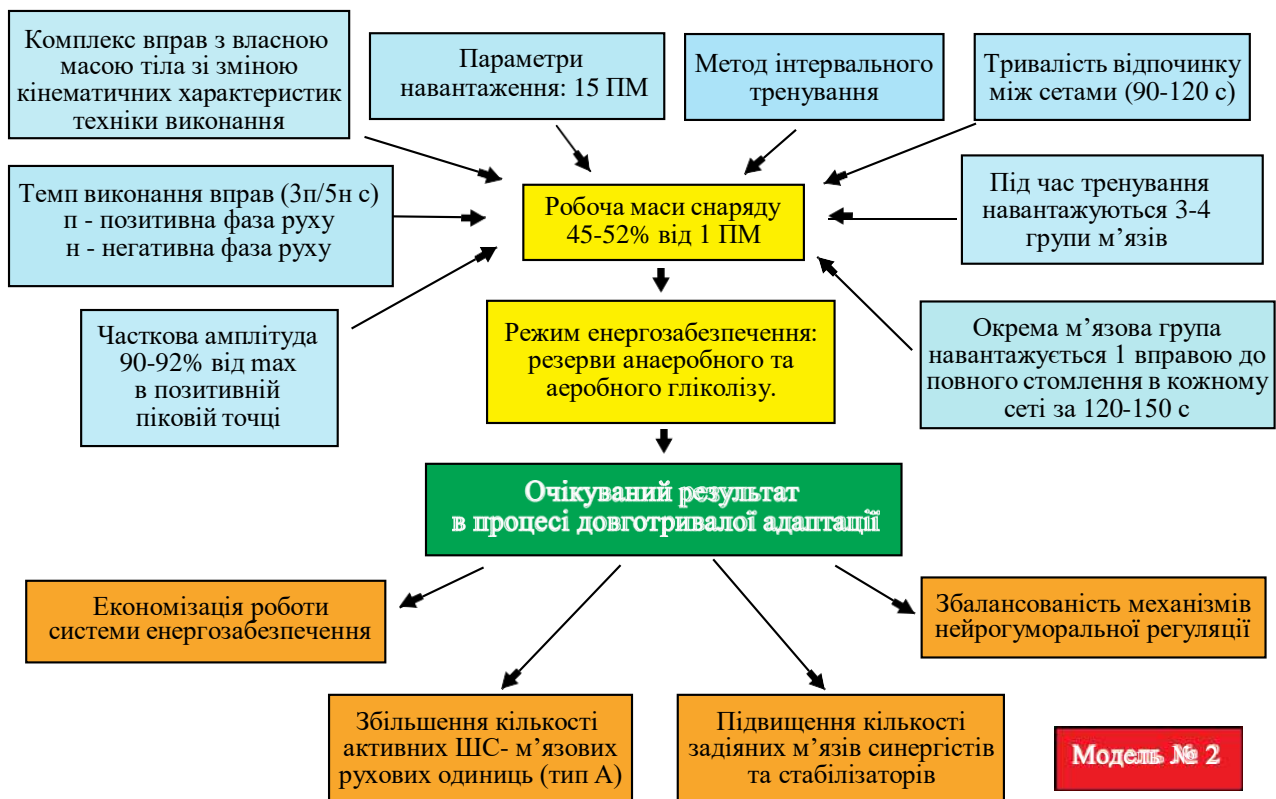 Комплекс вправ з власною
масою тіла зі зміною
кінематичних характеристик
техніки виконання
Параметри
навантаження: 15 ПМ
Метод інтервального
тренування
Тривалість відпочинку
між сетами (90-120 с)
Темп виконання вправ (3п/5н с)
п - позитивна фаза руху
н - негативна фаза руху
Робоча маси снаряду
45-52% від 1 ПМ
Під час тренування
навантажуються 3-4
групи м’язів
Часткова амплітуда
90-92% від max
в позитивній
піковій точці
Режим енергозабезпечення:
резерви анаеробного та
аеробного гліколізу.
Окрема м’язова група
навантажується 1 вправою до
повного стомлення в кожному
сеті за 120-150 с
Очікуваний результат
в процесі довготривалої адаптації
Економізація роботи
системи енергозабезпечення
Збалансованість механізмів
нейрогуморальної регуляції
Збільшення кількості
активних ШС- м’язових
рухових одиниць (тип А)
Підвищення кількості
задіяних м’язів синергістів
та стабілізаторів
Модель № 2